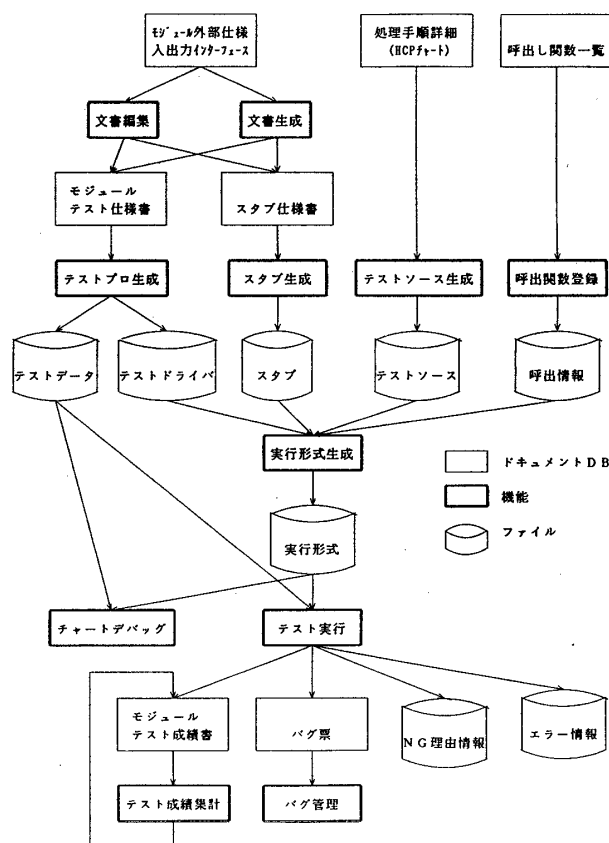 モジュール外部仕様
入出力インターフェース
処理手順詳細
(HCPチャート)
呼出し関数一覧
文書編集
文書生成
モジュール
テスト仕様書
スタブ仕様書
テストプロ生成
スタブ生成
テストソース生成
呼出関数登録
テストデータ
テストドライバ
スタブ
テストソース
呼出情報
実行形式生成
ドキュメントDB
機能
ファイル
実行形式
チャートデバッグ
テスト実行
モジュール
テスト成績書
バグ票
NG理由情報
エラー情報
テスト成績集計
バグ管理